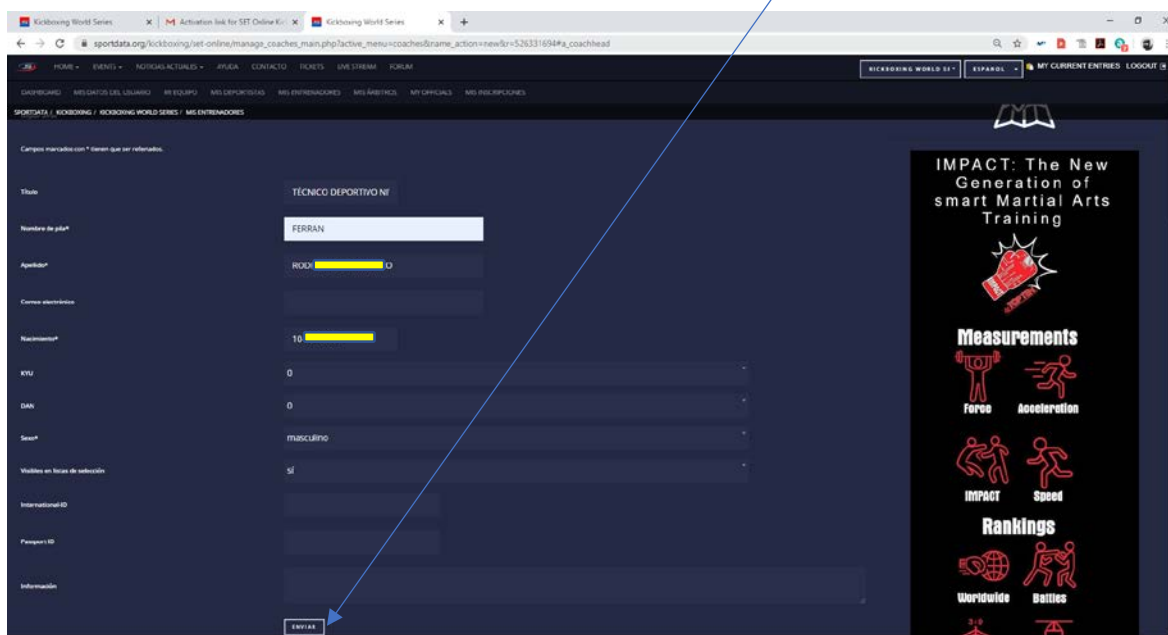 Kickboxing World Series
Activation link for SET Online Kic
Kickboxing World Series
sportdata.org/kickboxing/set-online/manage_coaches_main.php?active_menu=coaches&name_action=new&r=526331694#a_coachhead
HOME EVENTS NOTICIAS ACTUALES AYUDA CONTACTO TICKETS LIVESTREAM FORUM
KICKBOXING WORLD SE ESPAÑOL MY CURRENT ENTRIES LOGOUT
DASHBOARD MIS DATOS DEL USUARIO MI EQUIPO MIS DEPORTISTAS MIS ENTRENADORES MIS ÁRBITROS MY OFFICIALS MIS INSCRIPCIONES
SPORTDATA / KICKBOXING / KICKBOXING WORLD SERIES / MIS ENTRENADORES
Campos marcados con * tienen que ser rellenados.
Título TÉCNICO DEPORTIVO NI
Nombre de pila* FERRAN
Apellido* ROD O
Correo electrónico
Nacimiento* 10
KYU 0
DAN 0
Sexo* masculino
Visibles en listas de selección sí
International-ID
Passport ID
Información
ENVIAR
IMPACT: The New
Generation of
smart Martial Arts
Training
IMPACT
TOP TEN
Measurements
Force Acceleration
IMPACT Speed
Rankings
Worldwide Battles